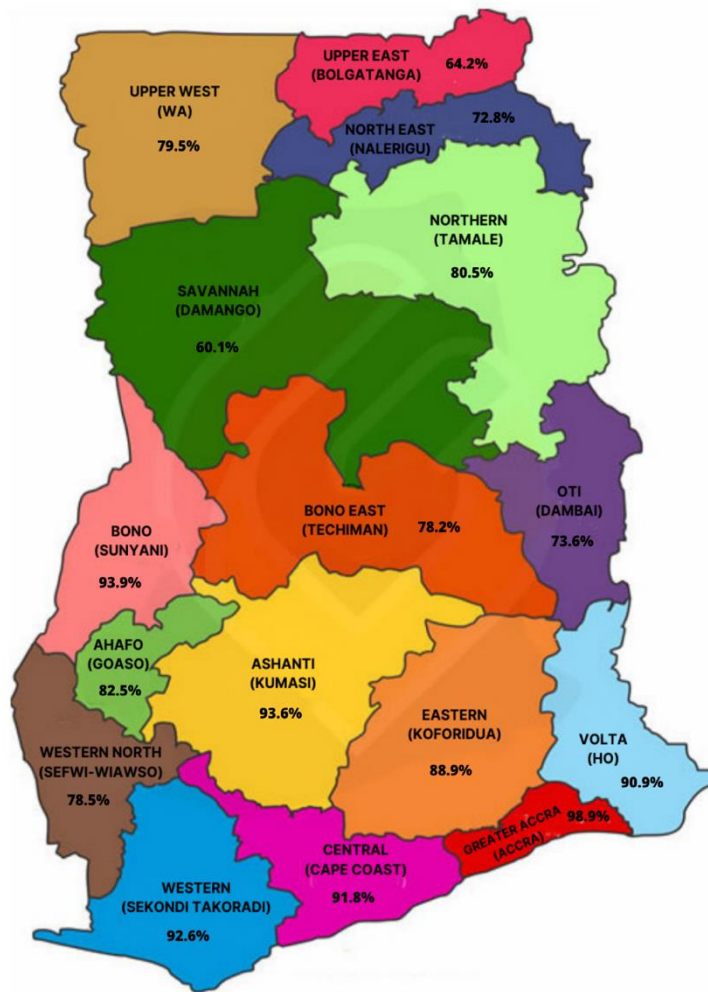 UPPER EAST
(BOLGATANGA)
64.2%
UPPER WEST
(WA)
79.5%
NORTH EAST
(NALERIGU)
72.8%
NORTHERN
(TAMALE)
80.5%
SAVANNAH
(DAMANGO)
60.1%
BONO EAST
(TECHIMAN)
78.2%
OTI
(DAMBAI)
73.6%
BONO
(SUNYANI)
93.9%
AHAFO
(GOASO)
82.5%
ASHANTI
(KUMASI)
93.6%
EASTERN
(KOFORIDUA)
88.9%
VOLTA
(HO)
90.9%
WESTERN NORTH
(SEFWI-WIAWSO)
78.5%
GREATER ACCRA
(ACCRA)
98.9%
CENTRAL
(CAPE COAST)
91.8%
WESTERN
(SEKONDI TAKORADI)
92.6%